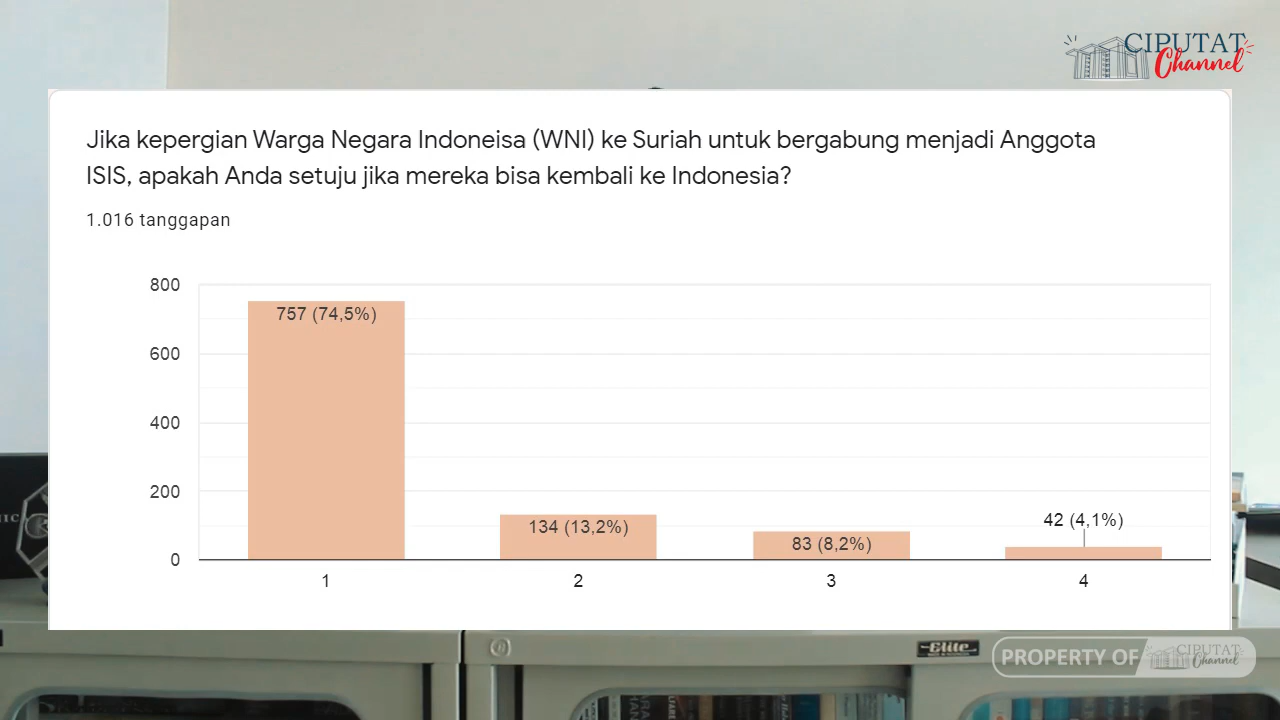 CIPUTAT
Channel
Jika kepergian Warga Negara Indoneisa (WNI) ke Suriah untuk bergabung menjadi Anggota
ISIS, apakah Anda setuju jika mereka bisa kembali ke Indonesia?
1.016 tanggapan
800
600
400
200
0
757 (74,5%)
134 (13,2%)
83 (8,2%)
42 (4,1%)
1
2
3
4
Elite
PROPERTY OF CIPUTAT
Channel